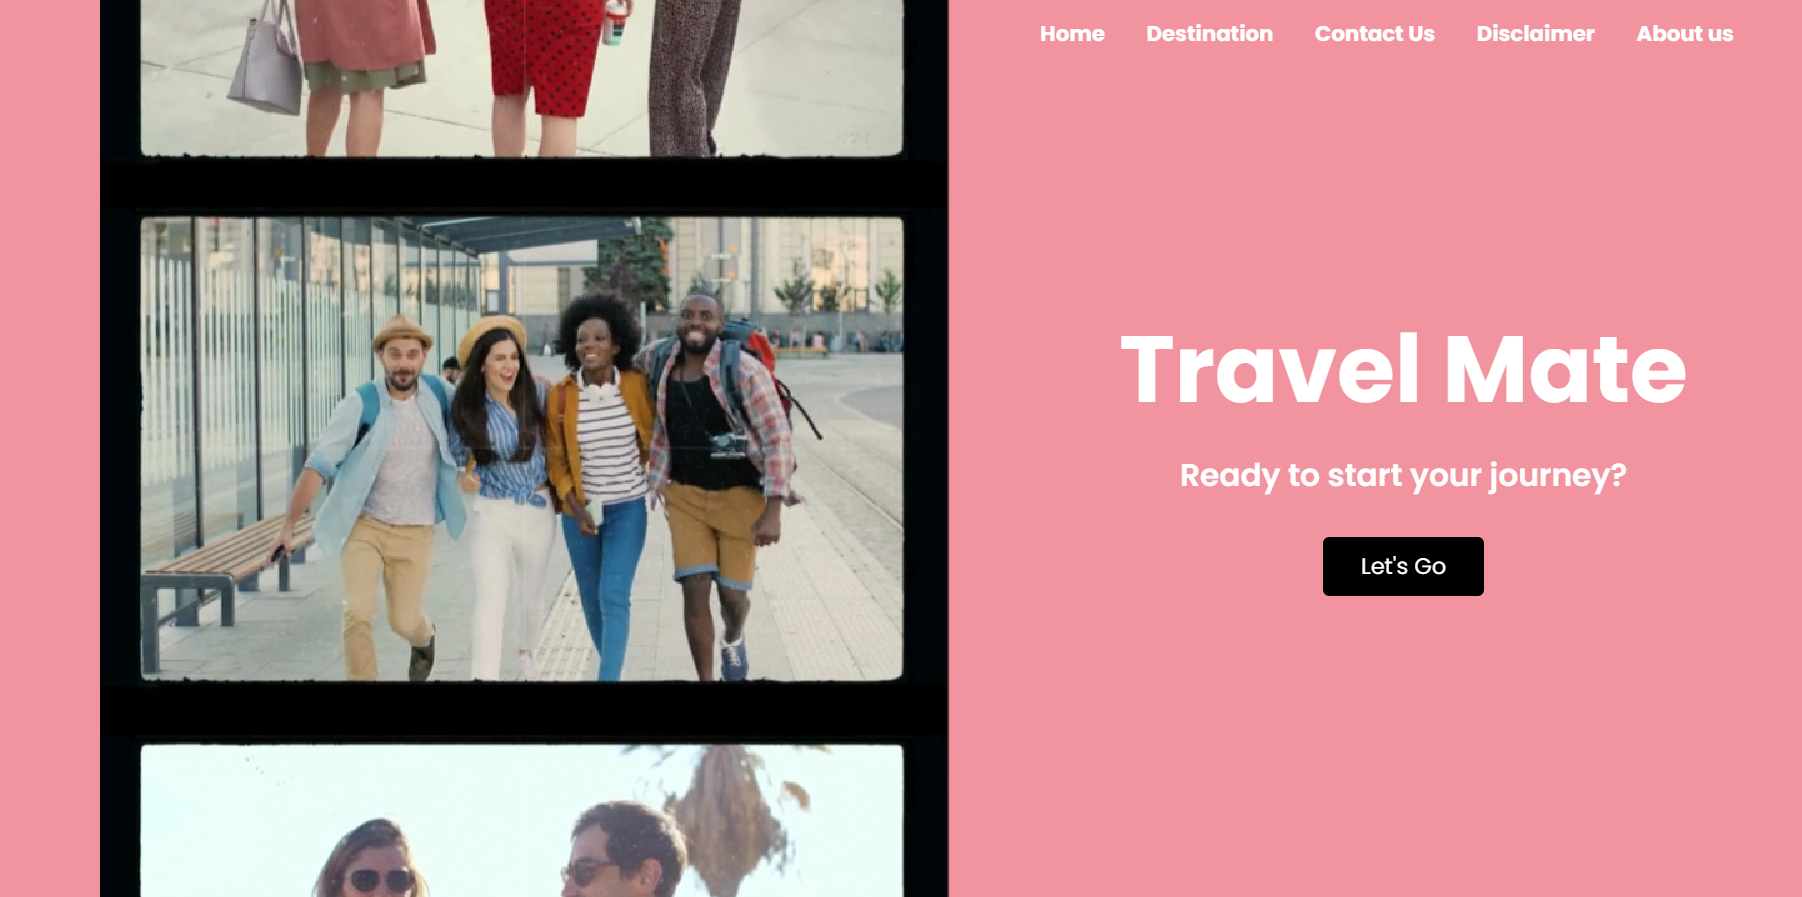 Home Destination Contact Us Disclaimer About us
Travel Mate
Ready to start your journey?
Let's Go